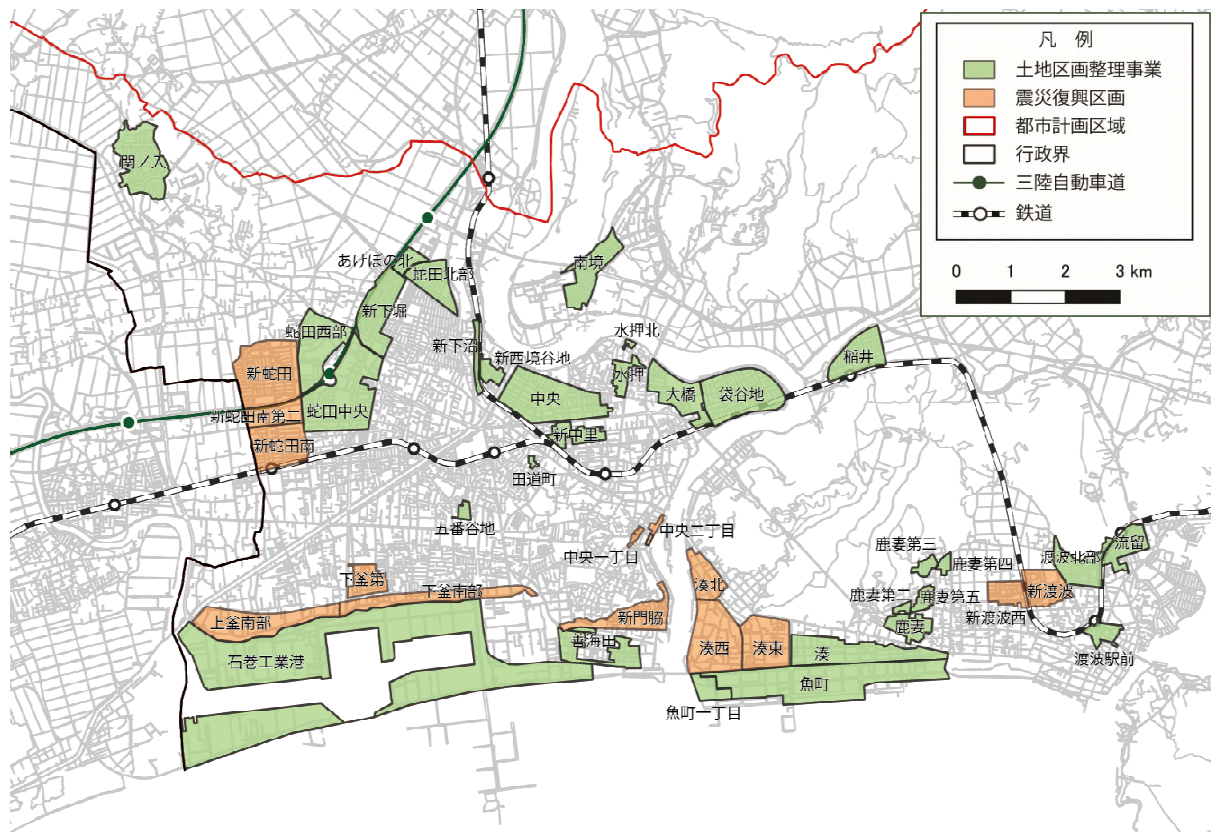 凡 例
土地区画整理事業
震災復興区画
都市計画区域
行政界
三陸自動車道
鉄道
0 1 2 3 km
関ノ入
あけぼの北
蛇田北部
南境
新下堀
蛇田西部
新下沼
水押北
新西境谷地
水押
稲井
新蛇田
中央
大橋
袋谷地
新蛇田南第二
蛇田中央
新中里
新蛇田南
田道町
五番谷地
中央二丁目
中央一丁目
鹿妻第三
鹿妻第四
渡波北部
流留
下釜第一
下釜南部
湊北
鹿妻第二
鹿妻第五
新渡波
新渡波西
上釜南部
新門脇
鹿妻
善海田
湊西
湊東
湊
渡波駅前
石巻工業港
魚町
魚町一丁目